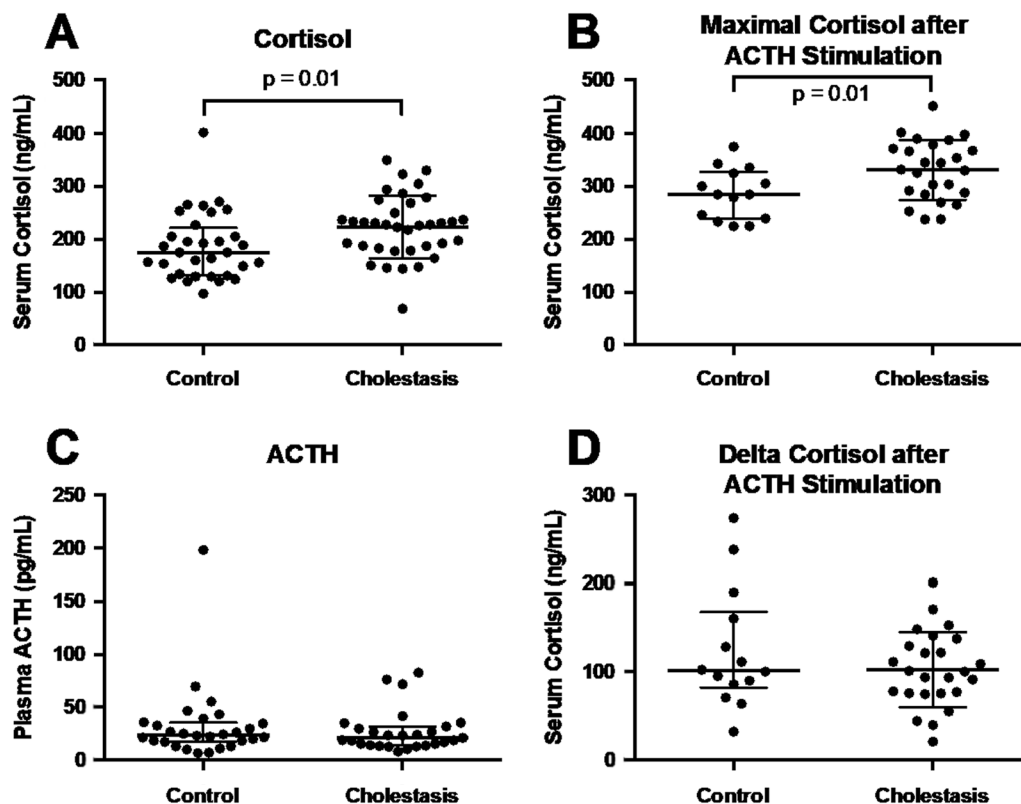 A
Cortisol
p = 0.01
Serum Cortisol (ng/mL)
500
400
300
200
100
0
Control
Cholestasis
B
Maximal Cortisol after
ACTH Stimulation
p = 0.01
Serum Cortisol (ng/mL)
500
400
300
200
100
0
Control
Cholestasis
C
ACTH
Plasma ACTH (pg/mL)
250
200
150
100
50
0
Control
Cholestasis
D
Delta Cortisol after
ACTH Stimulation
Serum Cortisol (ng/mL)
300
200
100
0
Control
Cholestasis